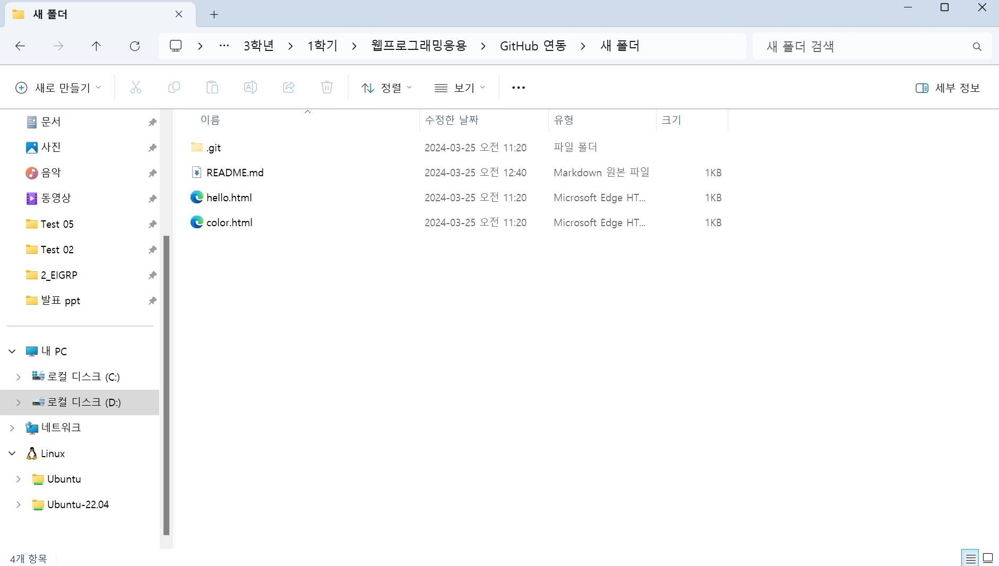 새 폴더
3학년 1학기 웹프로그래밍응용 GitHub 연동 새 폴더
새 폴더 검색
새로 만들기 정렬 보기 세부 정보
이름 수정한 날짜 유형 크기
.git 2024-03-25 오전 11:20 파일 폴더
README.md 2024-03-25 오전 12:40 Markdown 원본 파일 1KB
hello.html 2024-03-25 오전 11:20 Microsoft Edge HT... 1KB
color.html 2024-03-25 오전 11:20 Microsoft Edge HT... 1KB
문서
사진
음악
동영상
Test 05
Test 02
2_EIGRP
발표 ppt
내 PC
로컬 디스크 (C:)
로컬 디스크 (D:)
네트워크
Linux
Ubuntu
Ubuntu-22.04
4개 항목